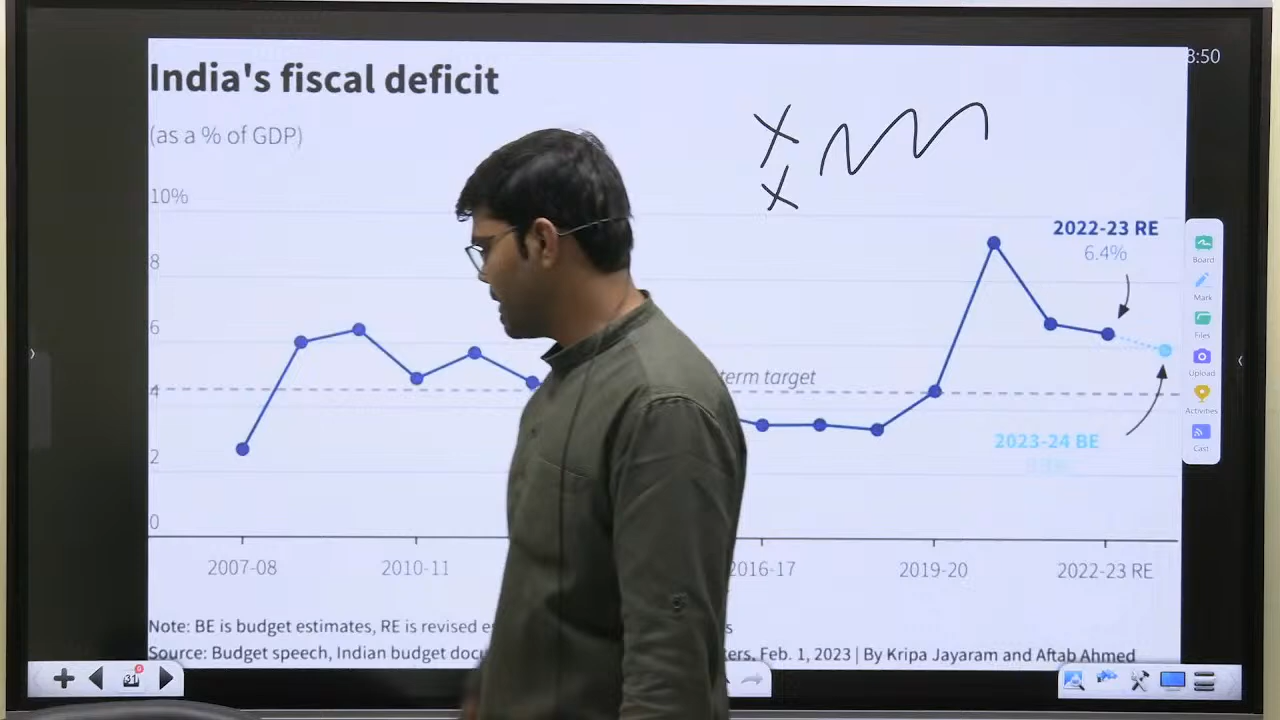 India's fiscal deficit
3:50
(as a % of GDP)
X
X
10%
2022-23 RE
6.4%
8
6
term target
4
2023-24 BE
2
0
2007-08 2010-11 2016-17 2019-20 2022-23 RE
Note: BE is budget estimates, RE is revised
Source: Budget speech, Indian budget Feb. 1, 2023 | By Kripa Jayaram and Aftab Ahmed
Board
Mark
Files
Upload
Activities
Cast
31